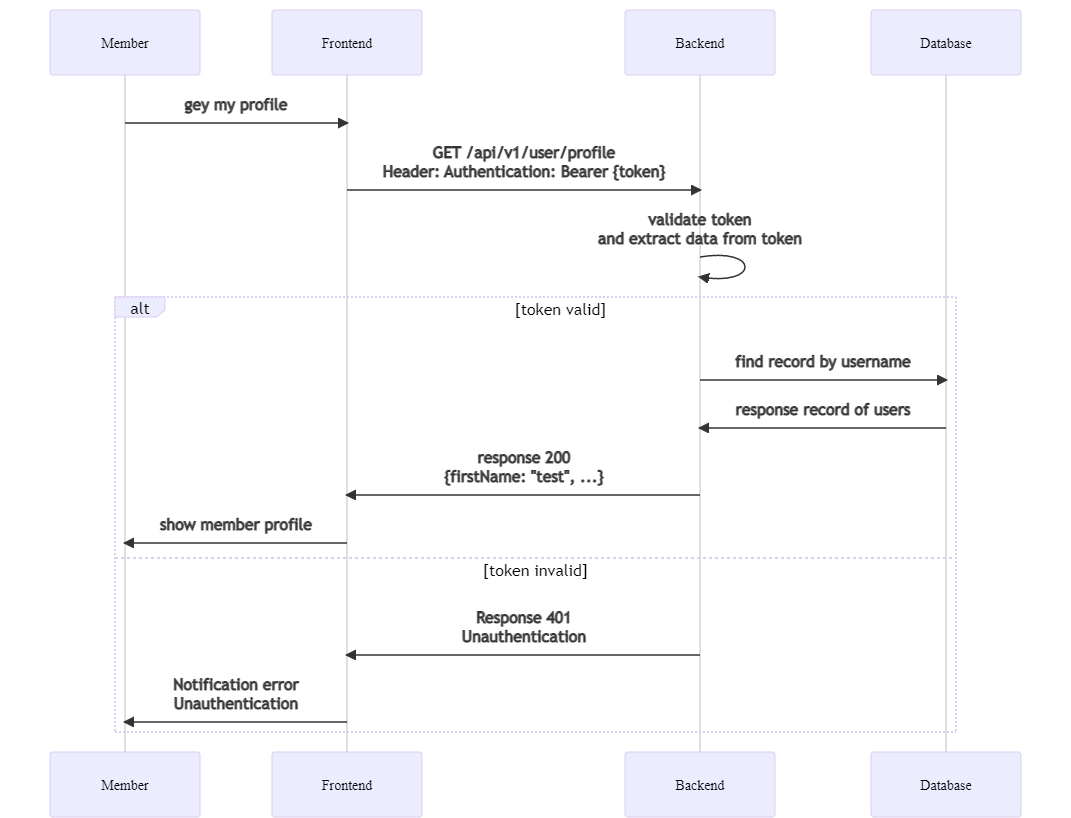 Member
Frontend
Backend
Database
gey my profile
GET /api/v1/user/profile
Header: Authentication: Bearer {token}
validate token
and extract data from token
alt
[token valid]
find record by username
response record of users
response 200
{firstName: "test", ...}
show member profile
[token invalid]
Response 401
Unauthentication
Notification error
Unauthentication
Member
Frontend
Backend
Database